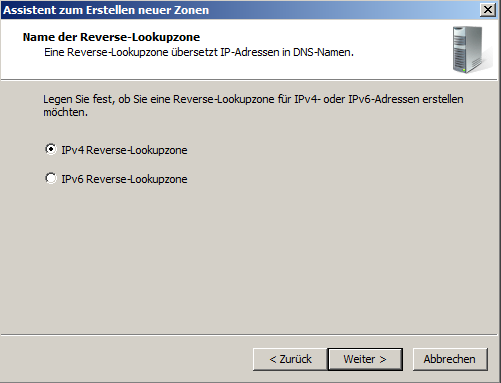 Assistent zum Erstellen neuer Zonen
Name der Reverse-Lookupzone
Eine Reverse-Lookupzone übersetzt IP-Adressen in DNS-Namen.
Legen Sie fest, ob Sie eine Reverse-Lookupzone für IPv4- oder IPv6-Adressen erstellen
möchten.
IPv4 Reverse-Lookupzone
IPv6 Reverse-Lookupzone
< Zurück Weiter > Abbrechen